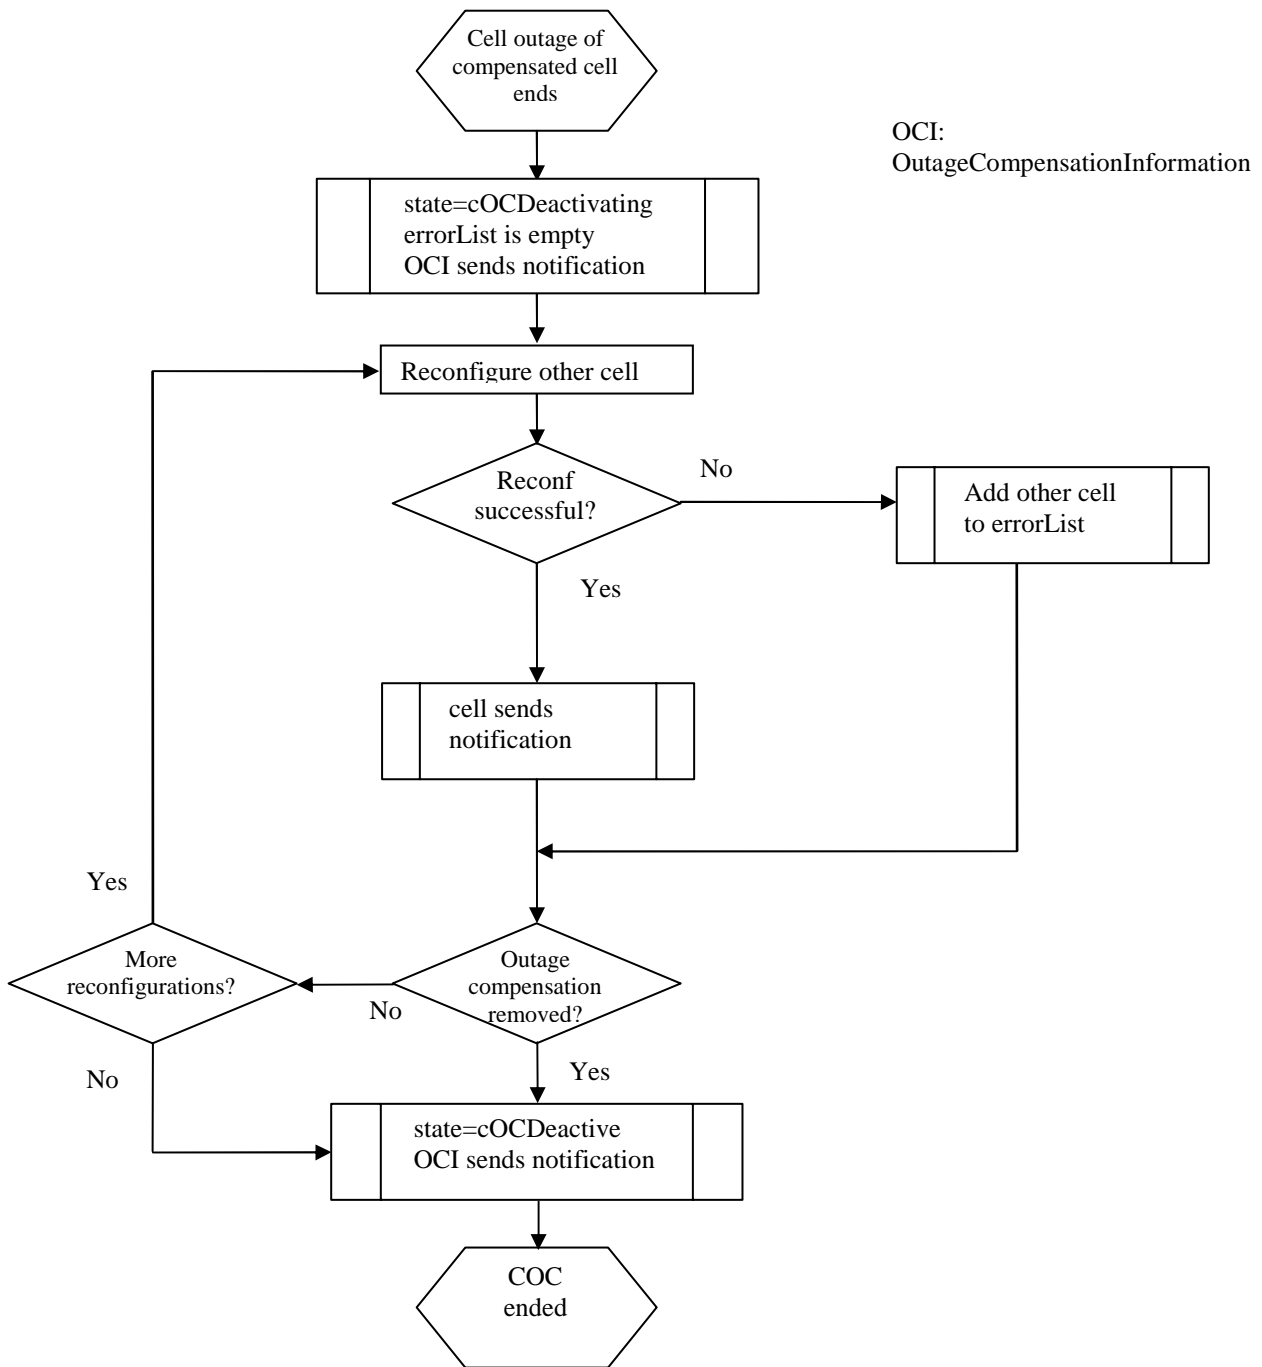 Cell outage of
compensated cell
ends
OCI:
OutageCompensationInformation
state=cOCDeactivating
errorList is empty
OCI sends notification
Reconfigure other cell
Reconf
successful?
No
Add other cell
to errorList
Yes
cell sends
notification
Yes
More
reconfigurations?
Outage
compensation
removed?
No
No
Yes
state=cOCDeactive
OCI sends notification
COC
ended